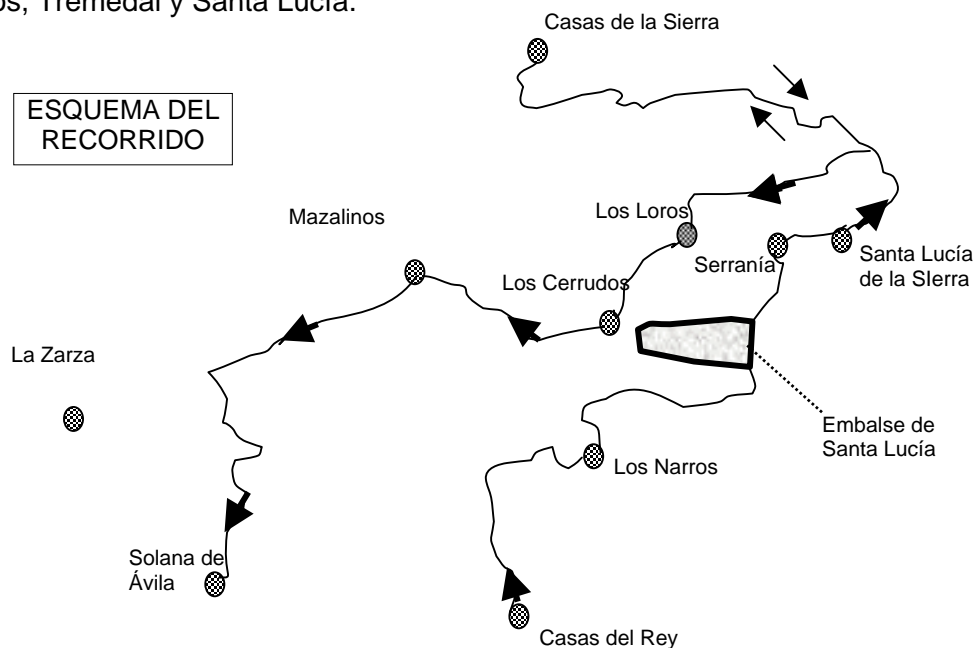 os, Tremedal y Santa Lucía.
Casas de la Sierra
ESQUEMA DEL
RECORRIDO
Mazalinos
Los Loros
Serranía
Santa Lucía
de la SIerra
Los Cerrudos
La Zarza
Embalse de
Santa Lucía
Los Narros
Solana de
Ávila
Casas del Rey